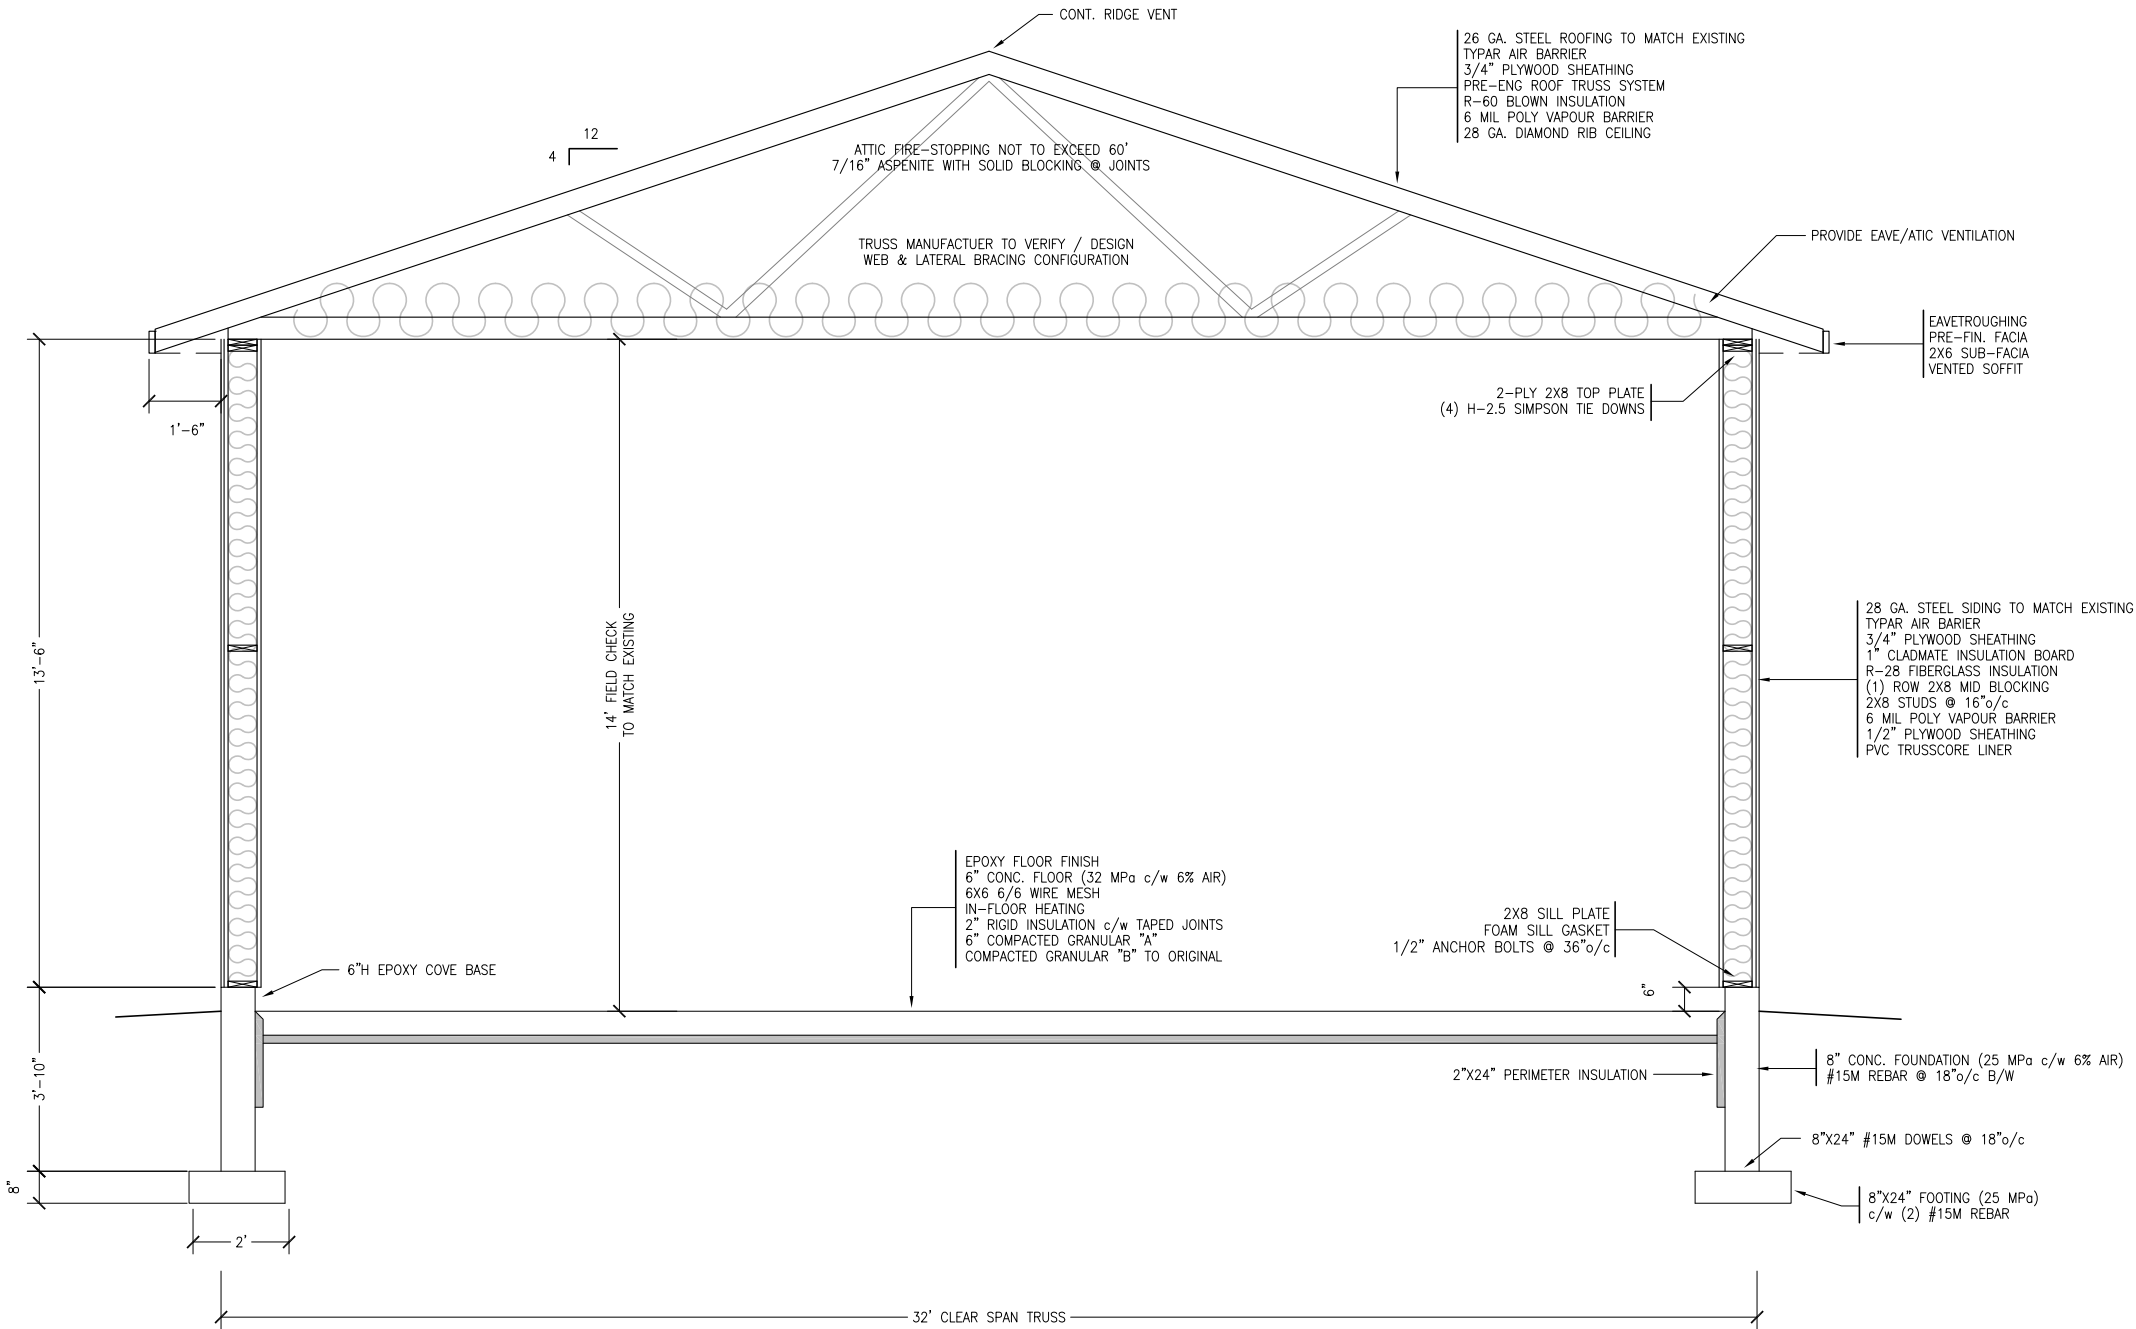 CONT. RIDGE VENT
26 GA. STEEL ROOFING TO MATCH EXISTING
TYPAR AIR BARRIER
3/4" PLYWOOD SHEATHING
PRE-ENG ROOF TRUSS SYSTEM
R-60 BLOWN INSULATION
6 MIL POLY VAPOUR BARRIER
28 GA. DIAMOND RIB CEILING
12
4
ATTIC FIRE-STOPPING NOT TO EXCEED 60'
7/16" ASPENITE WITH SOLID BLOCKING @ JOINTS
TRUSS MANUFACTUER TO VERIFY / DESIGN
WEB & LATERAL BRACING CONFIGURATION
PROVIDE EAVE/ATIC VENTILATION
EAVETROUGHING
PRE-FIN. FACIA
2X6 SUB-FACIA
VENTED SOFFIT
2-PLY 2X8 TOP PLATE
(4) H-2.5 SIMPSON TIE DOWNS
1'-6"
13'-6"
14' FIELD CHECK
TO MATCH EXISTING
28 GA. STEEL SIDING TO MATCH EXISTING
TYPAR AIR BARIER
3/4" PLYWOOD SHEATHING
1" CLADMATE INSULATION BOARD
R-28 FIBERGLASS INSULATION
(1) ROW 2X8 MID BLOCKING
2X8 STUDS @ 16"o/c
6 MIL POLY VAPOUR BARRIER
1/2" PLYWOOD SHEATHING
PVC TRUSSCORE LINER
EPOXY FLOOR FINISH
6" CONC. FLOOR (32 MPa c/w 6% AIR)
6X6 6/6 WIRE MESH
IN-FLOOR HEATING
2" RIGID INSULATION c/w TAPED JOINTS
6" COMPACTED GRANULAR "A"
COMPACTED GRANULAR "B" TO ORIGINAL
2X8 SILL PLATE
FOAM SILL GASKET
1/2" ANCHOR BOLTS @ 36"o/c
6"H EPOXY COVE BASE
6"
3'-10"
2"X24" PERIMETER INSULATION
8" CONC. FOUNDATION (25 MPa c/w 6% AIR)
#15M REBAR @ 18"o/c B/W
8"X24" #15M DOWELS @ 18"o/c
8"
8"X24" FOOTING (25 MPa)
c/w (2) #15M REBAR
2'
32' CLEAR SPAN TRUSS